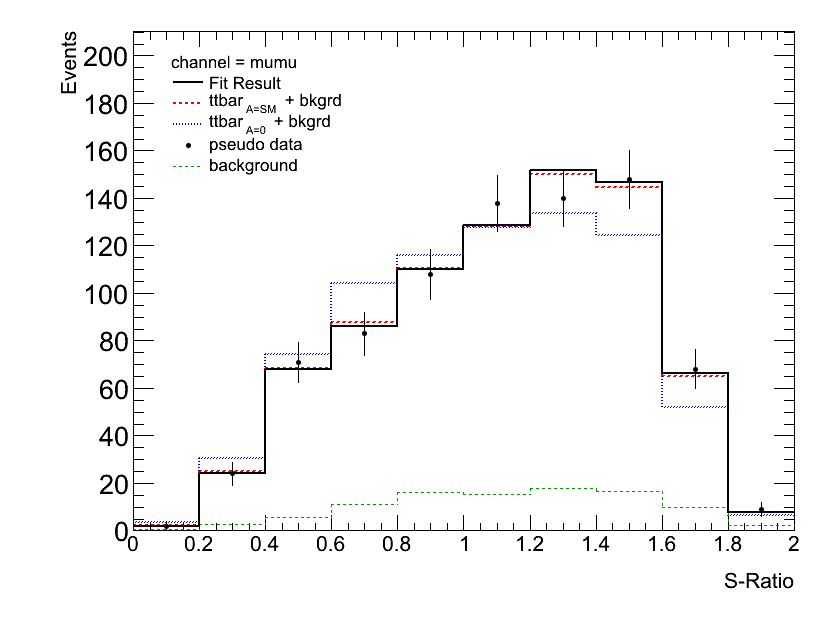 Events
200
180
160
140
120
100
80
60
40
20
0
channel = mumu
Fit Result
ttbar A=SM + bkgrd
ttbar A=0 + bkgrd
pseudo data
background
0 0.2 0.4 0.6 0.8 1 1.2 1.4 1.6 1.8 2
S-Ratio